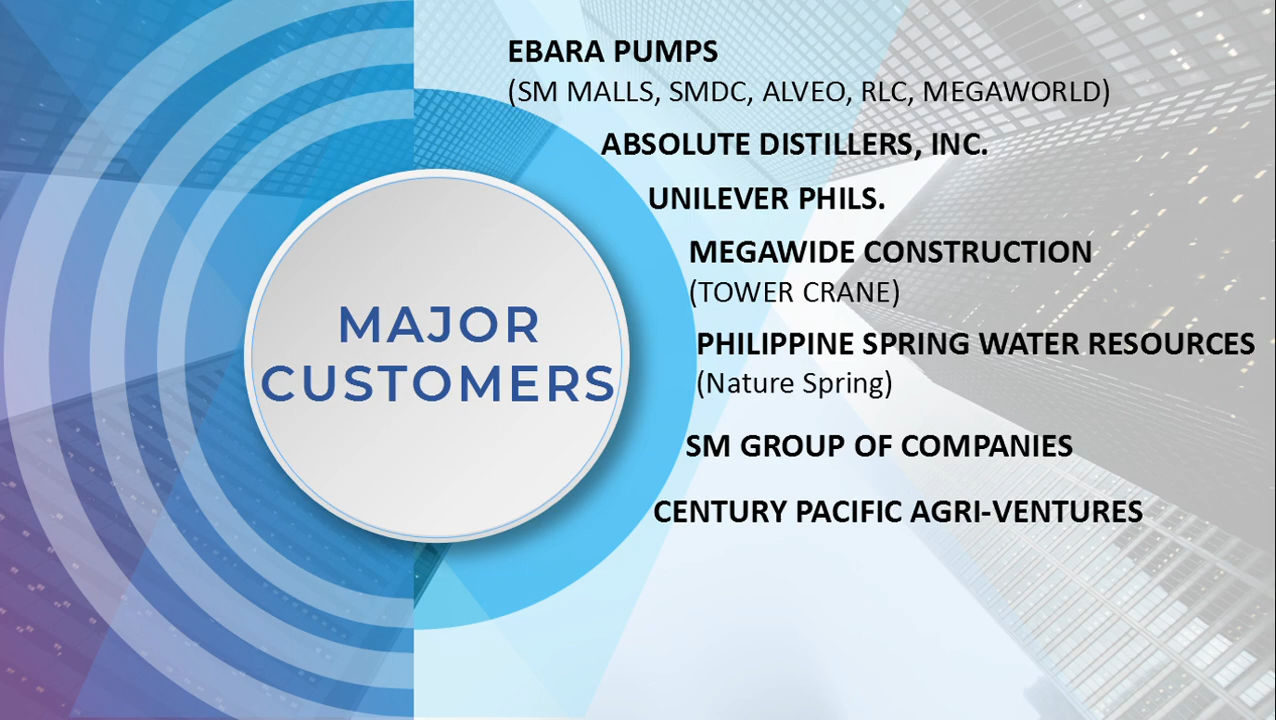 EBARA PUMPS
(SM MALLS, SMDC, ALVEO, RLC, MEGAWORLD)
ABSOLUTE DISTILLERS, INC.
UNILEVER PHILS.
MEGAWIDE CONSTRUCTION
(TOWER CRANE)
MAJOR
CUSTOMERS
PHILIPPINE SPRING WATER RESOURCES
(Nature Spring)
SM GROUP OF COMPANIES
CENTURY PACIFIC AGRI-VENTURES